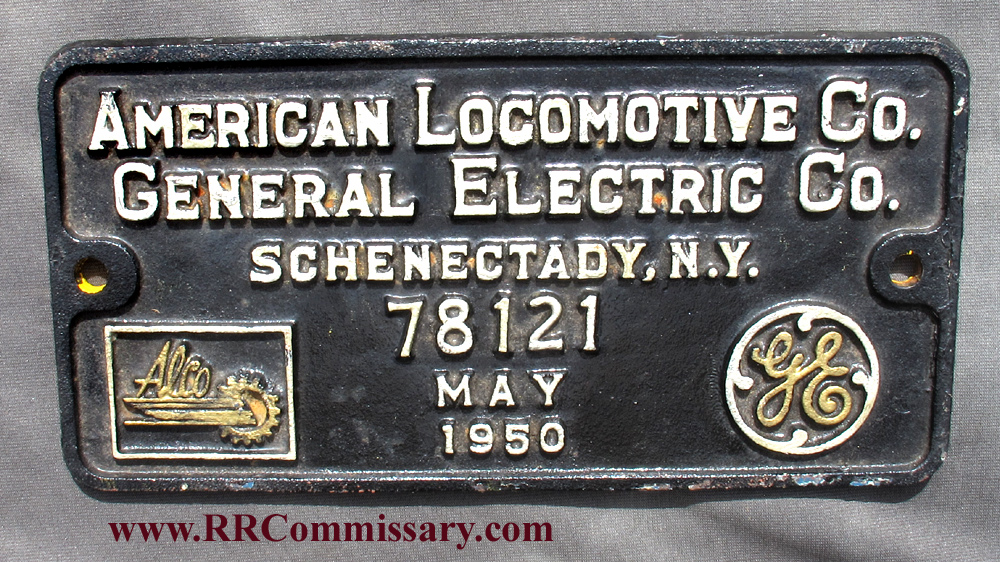 AMERICAN LOCOMOTIVE CO.
GENERAL ELECTRIC CO.
SCHENECTADY, N.Y.
78121
MAY
1950
Alco
GE
www.RRCommissary.com